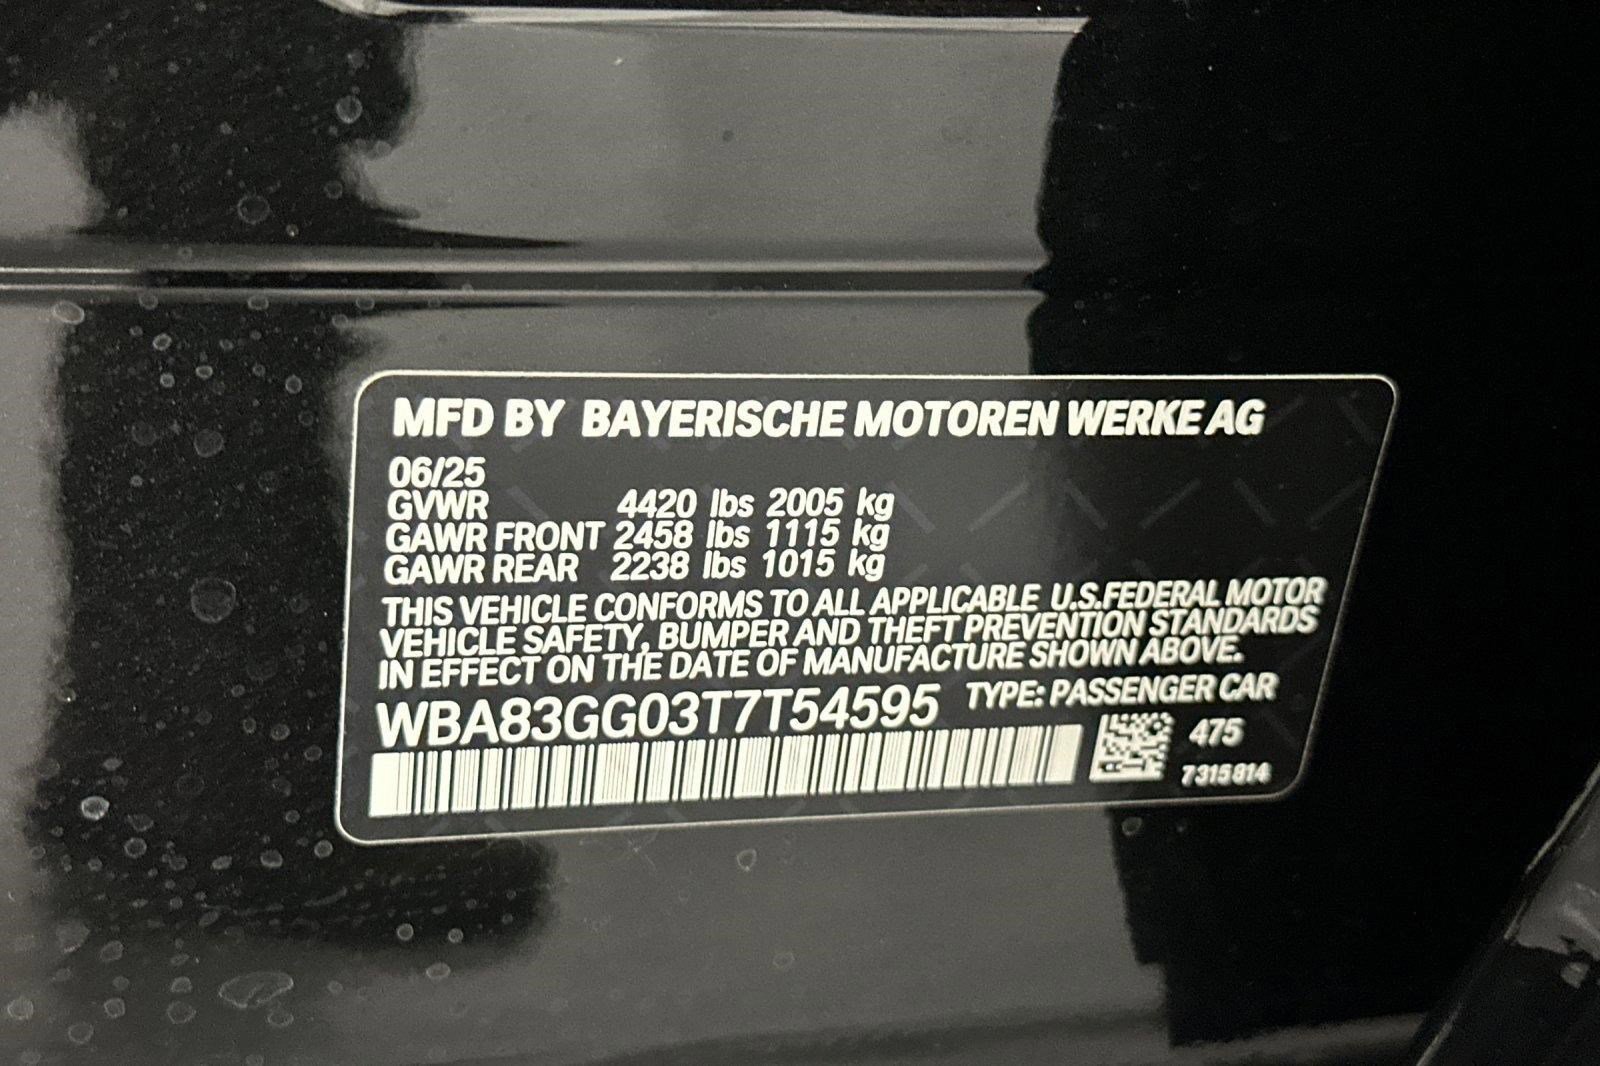 MFD BY BAYERISCHE MOTOREN WERKE AG
06/25
GVWR 4420 lbs 2005 kg
GAWR FRONT 2458 lbs 1115 kg
GAWR REAR 2238 lbs 1015 kg
THIS VEHICLE CONFORMS TO ALL APPLICABLE U.S.FEDERAL MOTOR
VEHICLE SAFETY, BUMPER AND THEFT PREVENTION STANDARDS
IN EFFECT ON THE DATE OF MANUFACTURE SHOWN ABOVE.
WBA83GG03T7T54595 TYPE: PASSENGER CAR
475
7315814